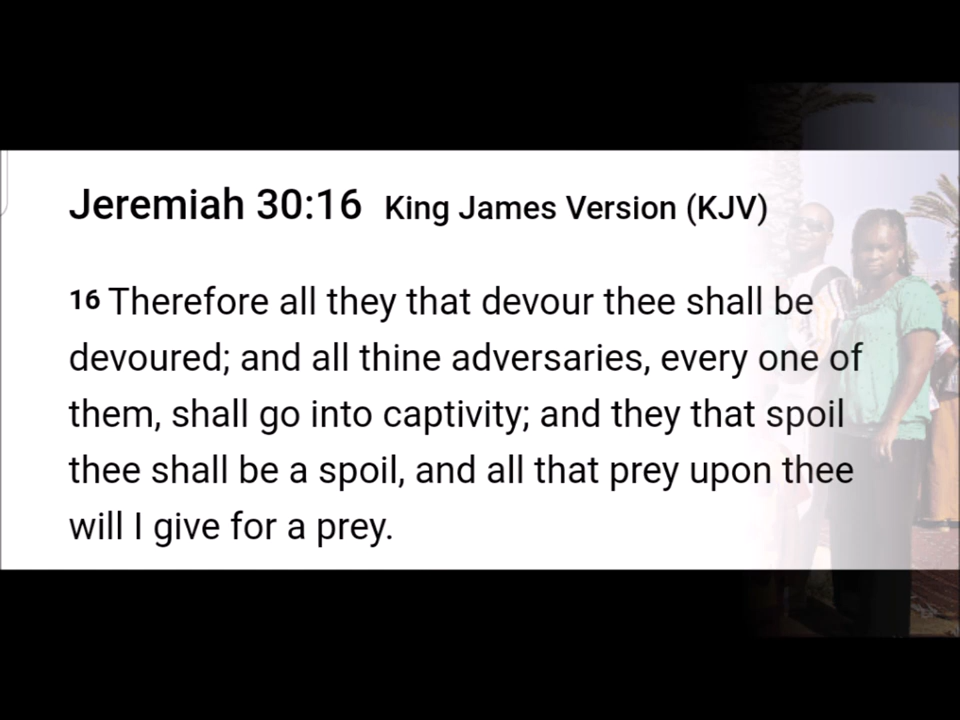 Jeremiah 30:16 King James Version (KJV)
16 Therefore all they that devour thee shall be
devoured; and all thine adversaries, every one of
them, shall go into captivity; and they that spoil
thee shall be a spoil, and all that prey upon thee
will I give for a prey.